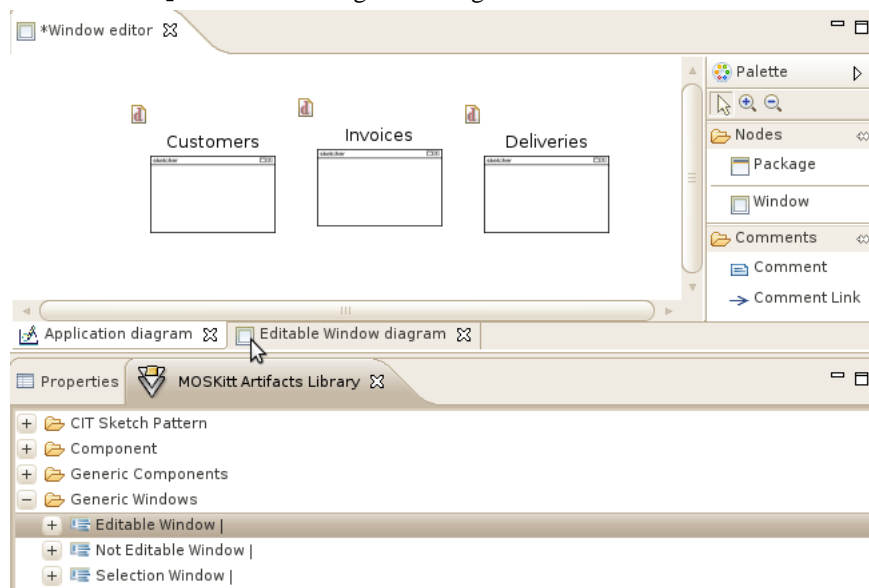 *Window editor
Palette
Customers
Invoices
Deliveries
Nodes
Package
Window
Comments
Comment
Comment Link
Application diagram
Editable Window diagram
Properties
MOSKitt Artifacts Library
CIT Sketch Pattern
Component
Generic Components
Generic Windows
Editable Window |
Not Editable Window |
Selection Window |